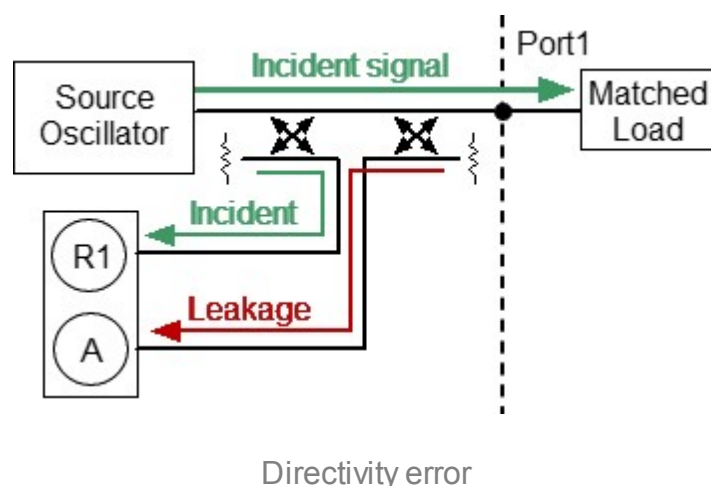 Port1
Incident signal
Source
Oscillator
Matched
Load
Incident
R1
Leakage
A
Directivity error